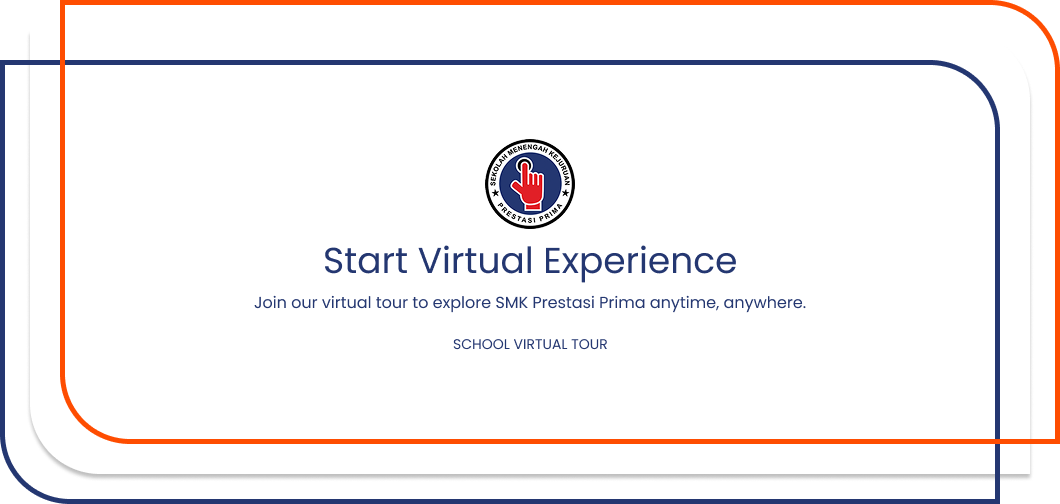 SEKOLAH MENENGAH KEJURUAN
PRESTASI PRIMA
Start Virtual Experience
Join our virtual tour to explore SMK Prestasi Prima anytime, anywhere.
SCHOOL VIRTUAL TOUR